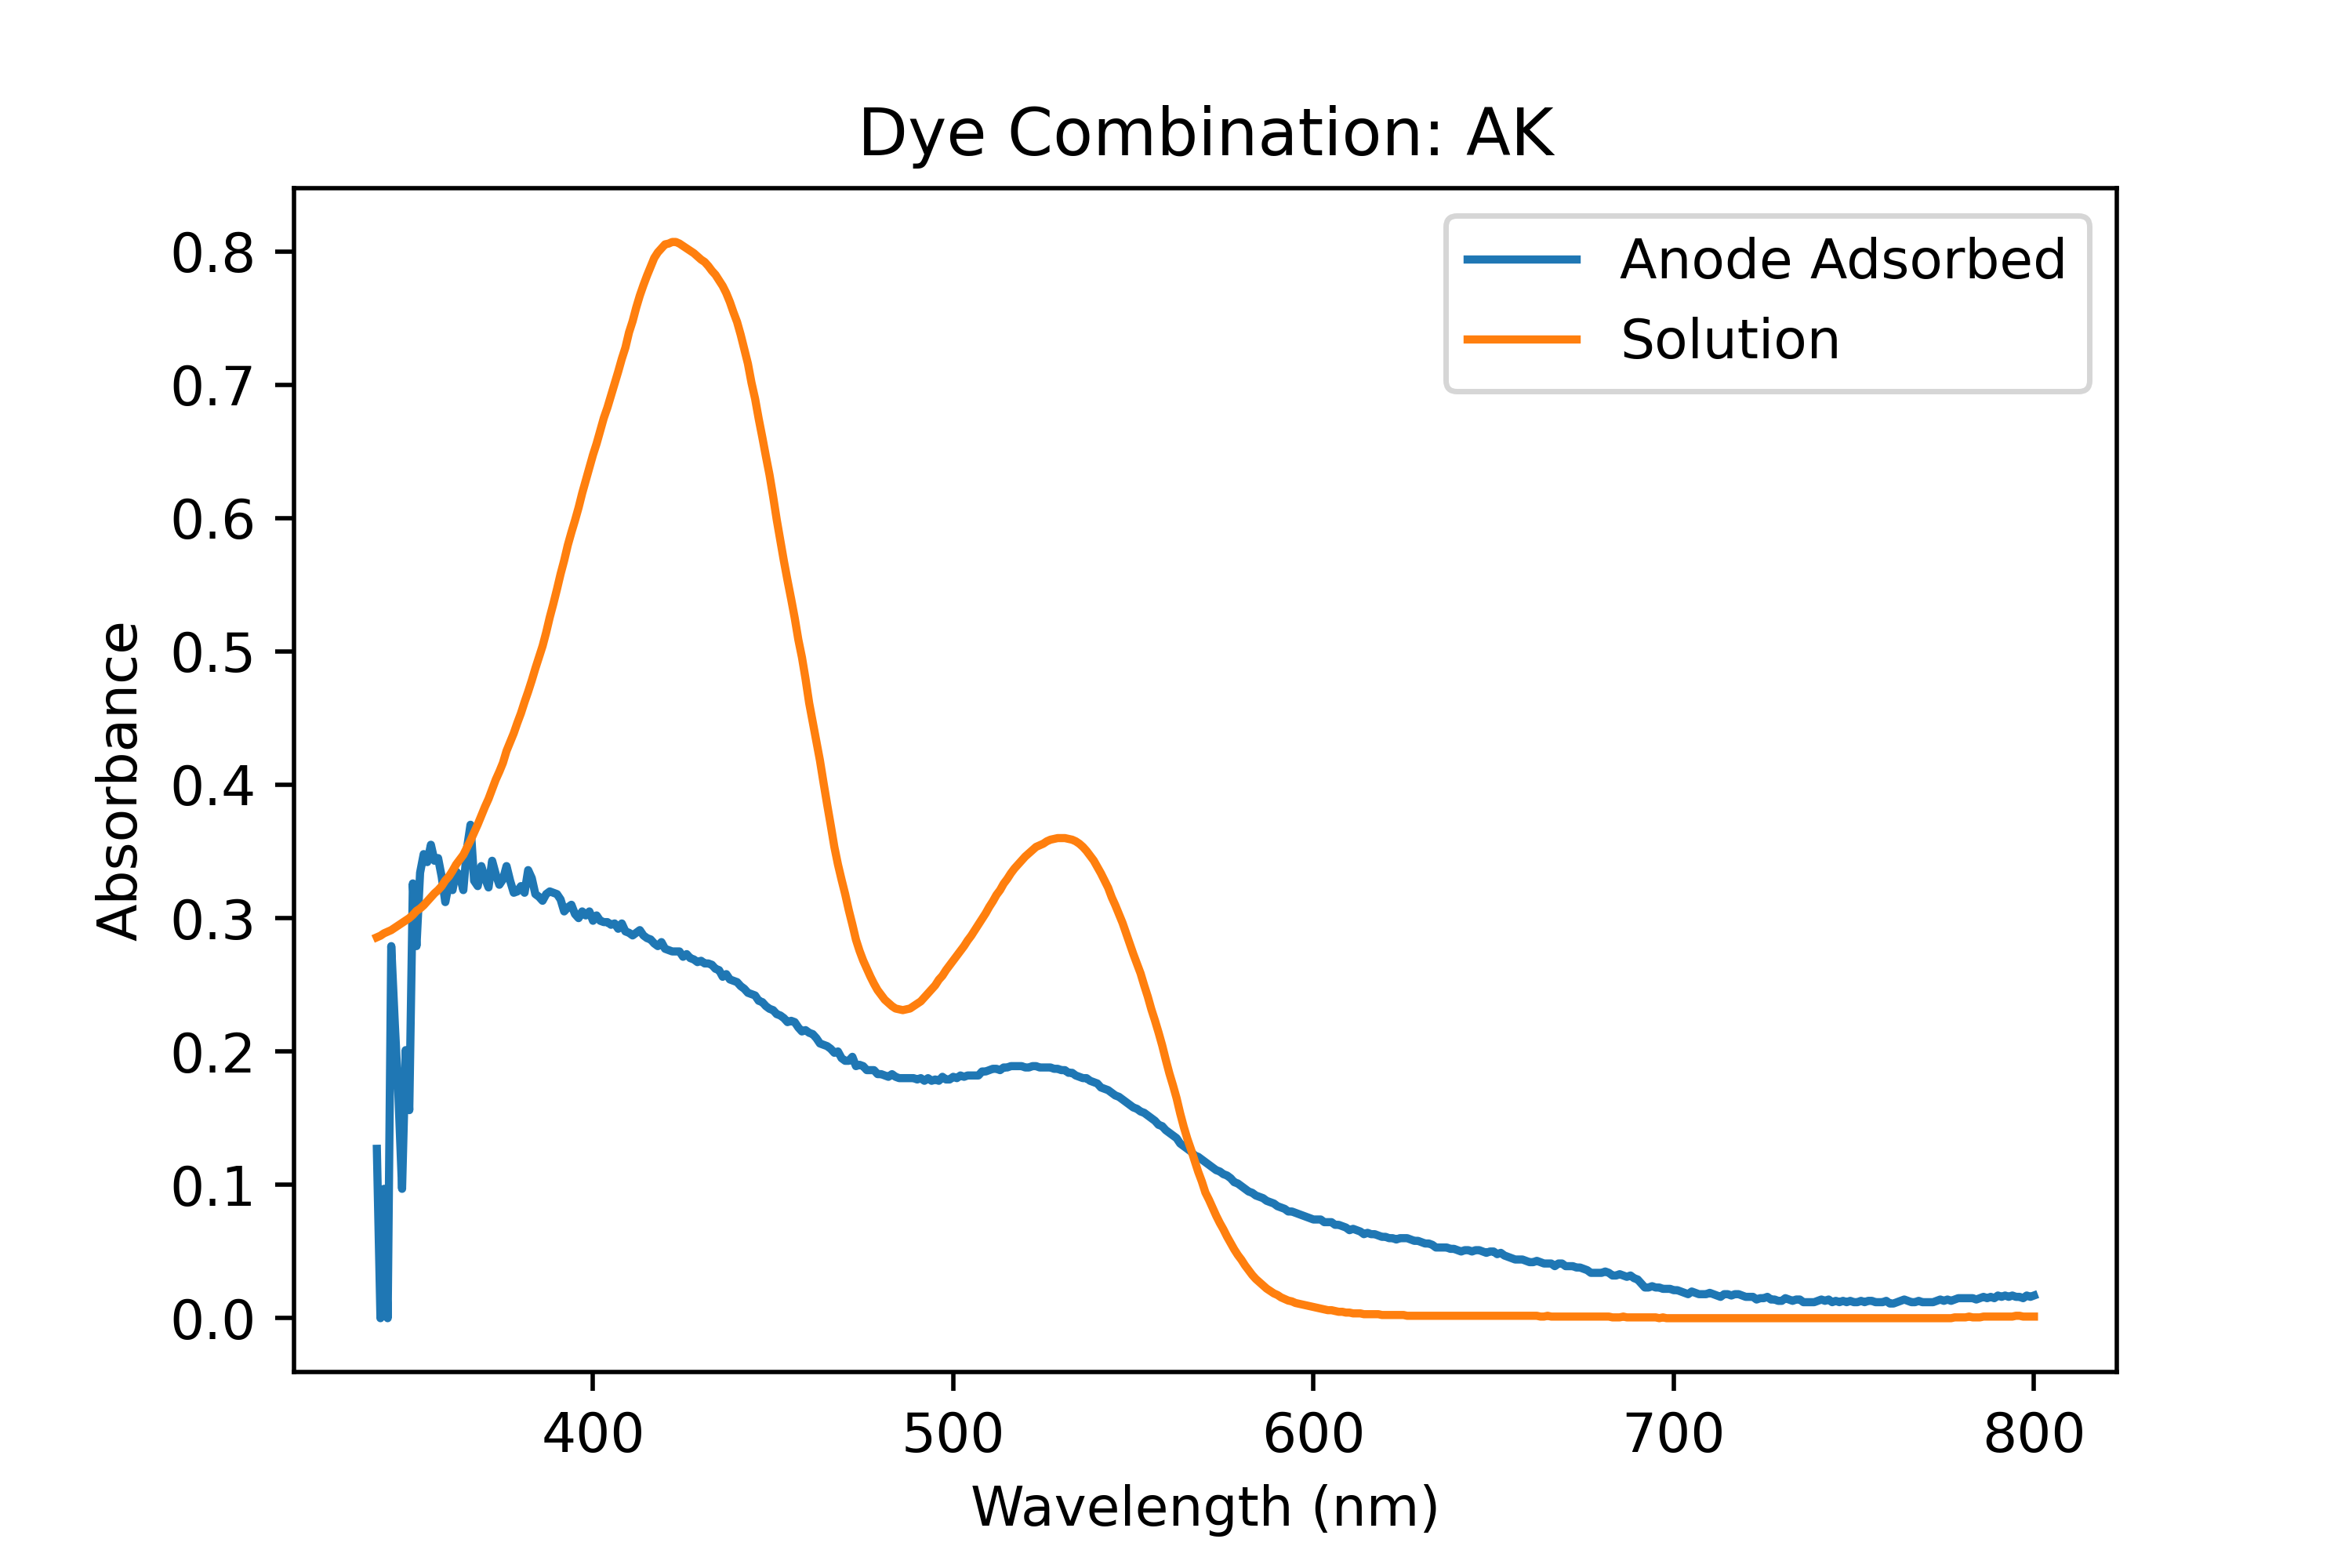 Dye Combination: AK
Anode Adsorbed
Solution
Absorbance
0.8
0.7
0.6
0.5
0.4
0.3
0.2
0.1
0.0
400 500 600 700 800
Wavelength (nm)